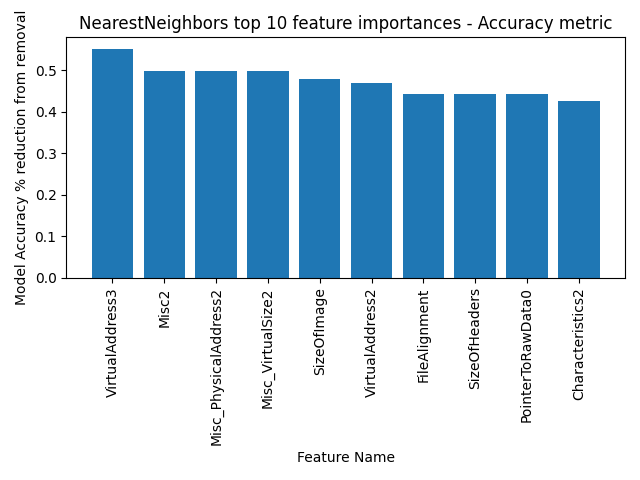 NearestNeighbors top 10 feature importances - Accuracy metric
Model Accuracy % reduction from removal
0.5
0.4
0.3
0.2
0.1
0.0
VirtualAddress3
Misc2
Misc_PhysicalAddress2
Misc_VirtualSize2
SizeOfImage
VirtualAddress2
FileAlignment
SizeOfHeaders
PointerToRawData0
Characteristics2
Feature Name